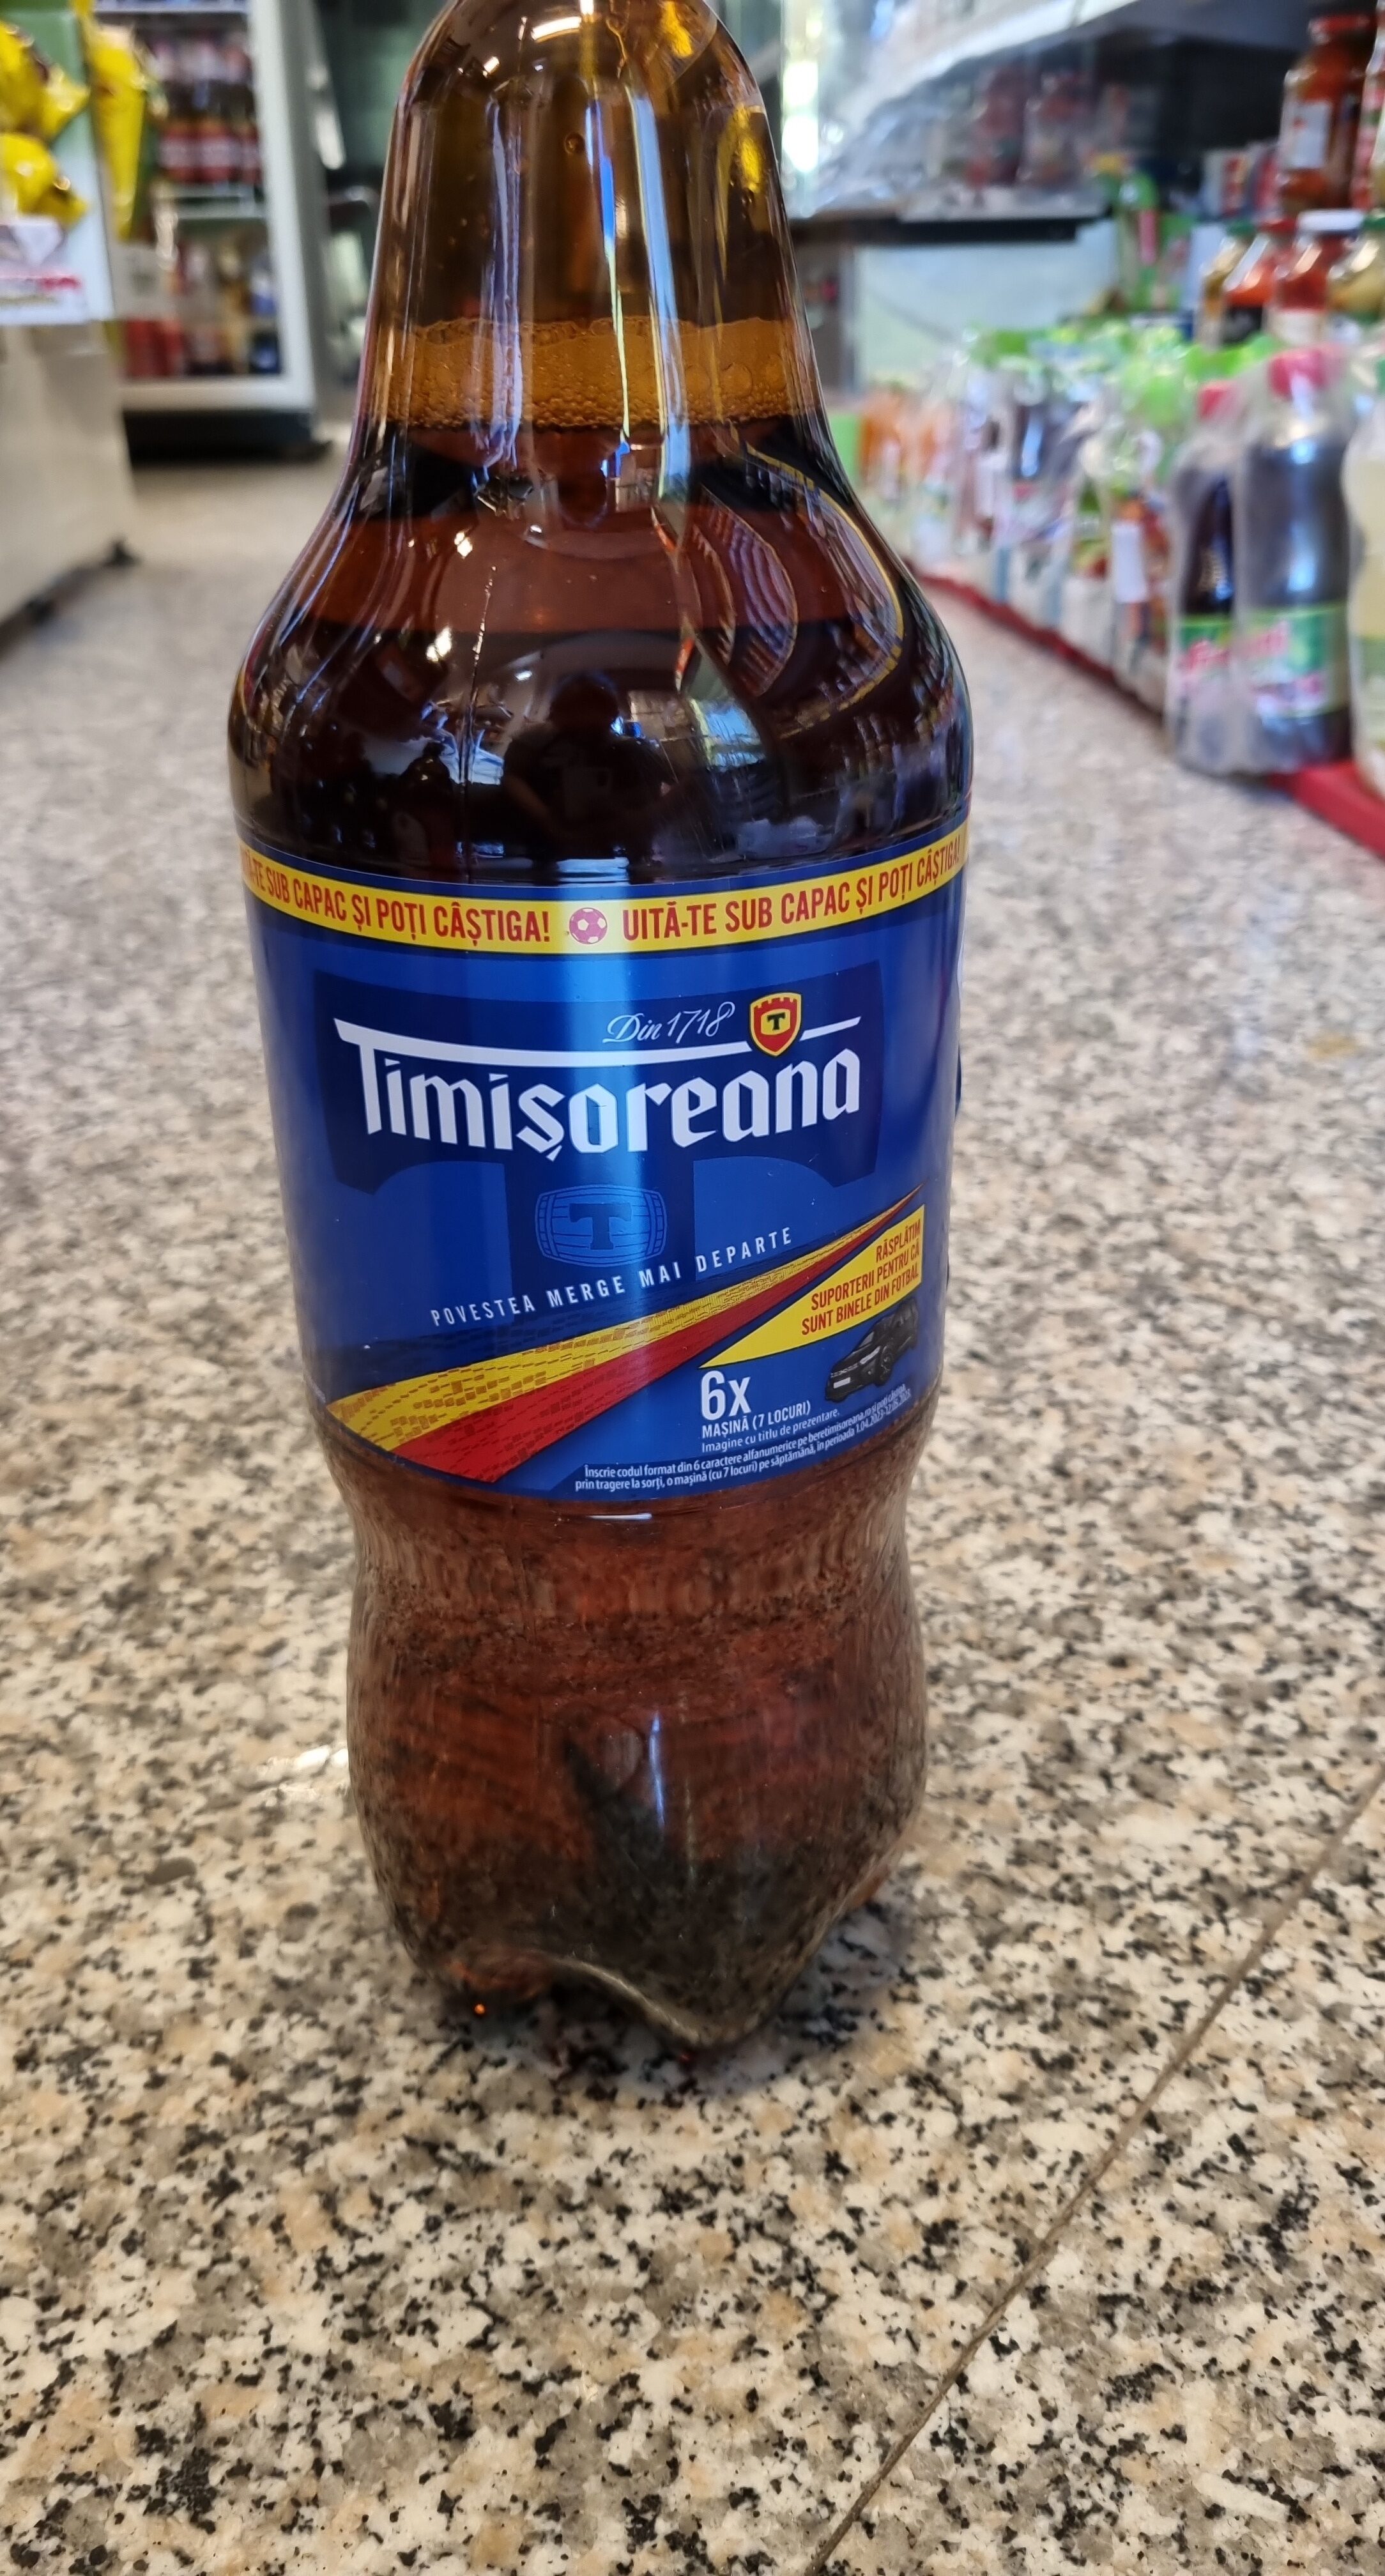 TE SUB CAPAC ȘI POȚI CÂȘTIGA! UITĂ-TE SUB CAPAC ȘI POȚI CÂȘTIGA!
Din 1718
T
Timișoreana
T
POVESTEA MERGE MAI DEPARTE
RĂSPLĂTIM
SUPORTERII PENTRU CĂ
SUNT BINELE DIN FOTBAL
6x
MAȘINĂ (7 LOCURI)
Imagine cu titlu de prezentare.
Înscrie codul format din 6 caractere alfanumerice pe beretimisoreana.ro și poți câștiga,
prin tragere la sorți, o mașină (cu 7 locuri) pe săptămână, în perioada